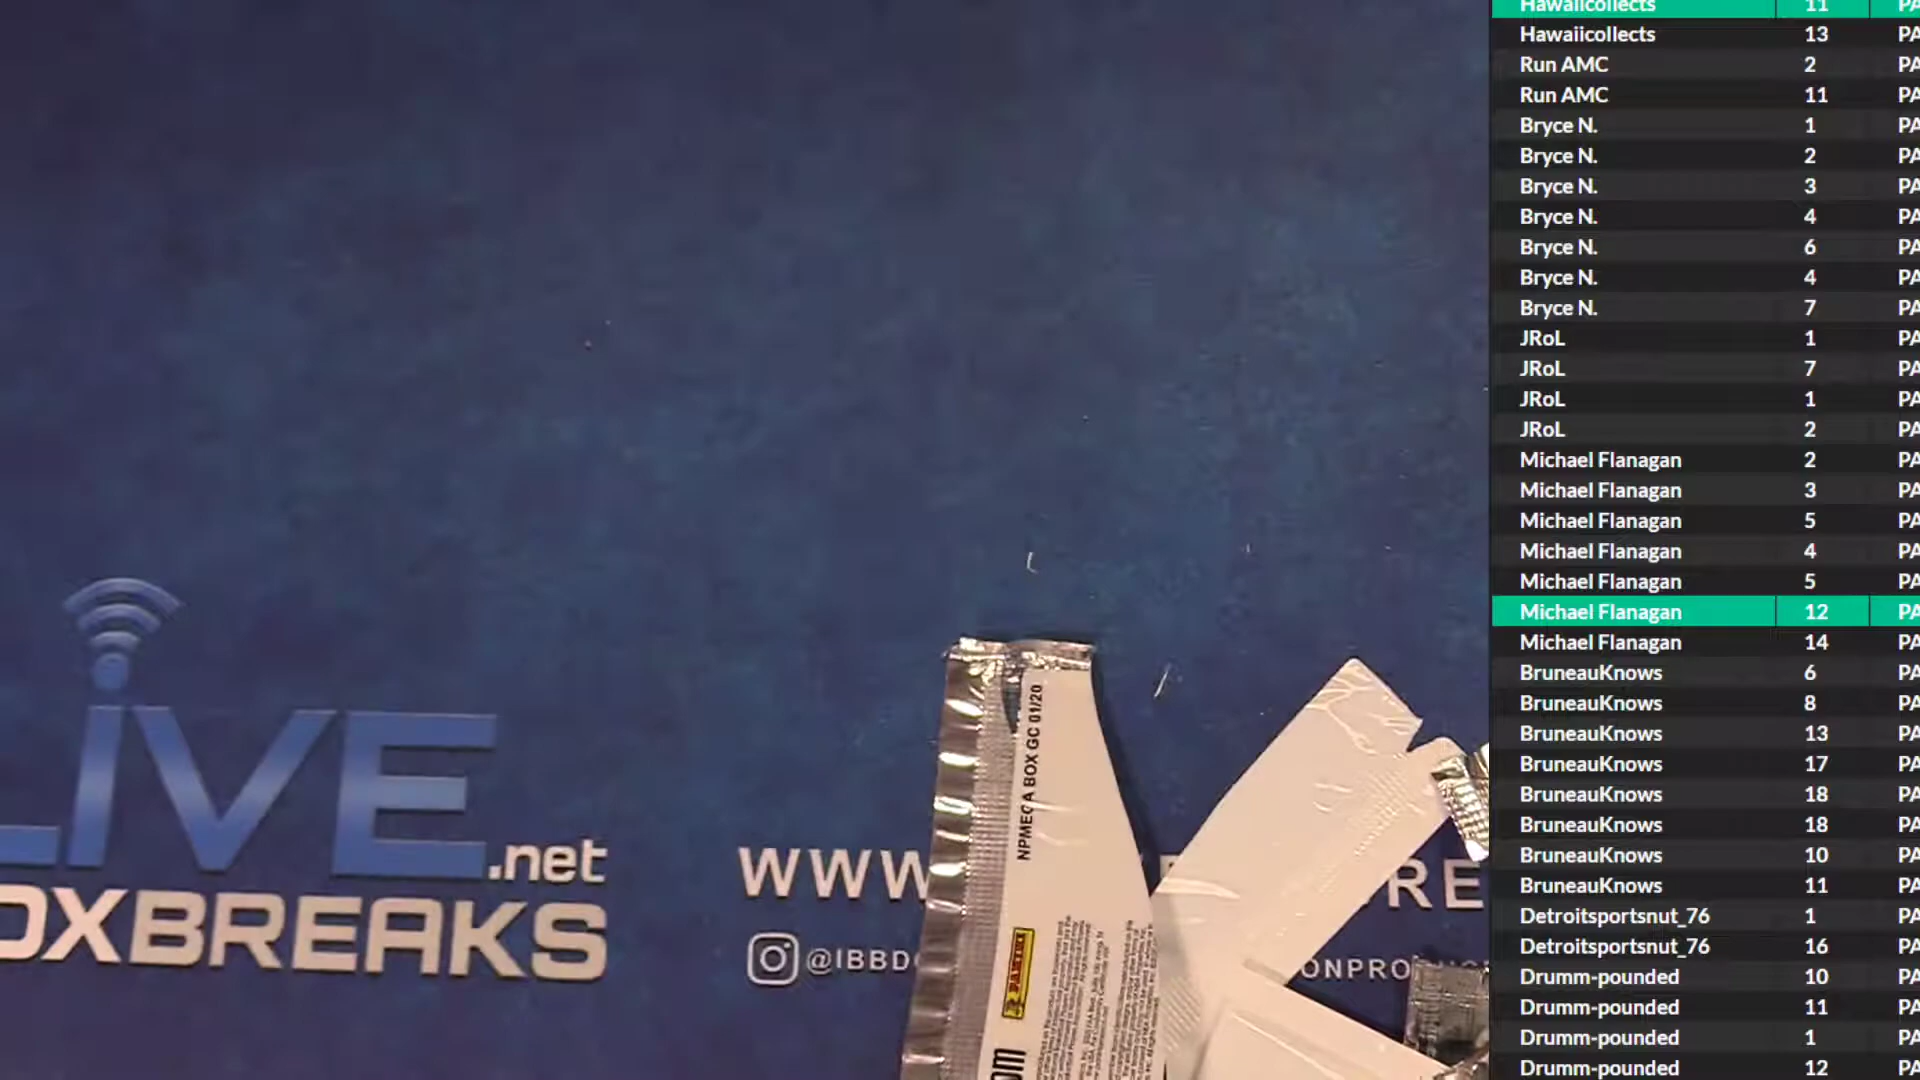 LIVE
.net
OXBREAKS
WWW
RE
@IBBD
ONPRO
NPMEGA BOX GC 01/20
PANINI
Hawaiicollects 11 PA
Hawaiicollects 13 PA
Run AMC 2 PA
Run AMC 11 PA
Bryce N. 1 PA
Bryce N. 2 PA
Bryce N. 3 PA
Bryce N. 4 PA
Bryce N. 6 PA
Bryce N. 4 PA
Bryce N. 7 PA
JRoL 1 PA
JRoL 7 PA
JRoL 1 PA
JRoL 2 PA
Michael Flanagan 2 PA
Michael Flanagan 3 PA
Michael Flanagan 5 PA
Michael Flanagan 4 PA
Michael Flanagan 5 PA
Michael Flanagan 12 PA
Michael Flanagan 14 PA
BruneauKnows 6 PA
BruneauKnows 8 PA
BruneauKnows 13 PA
BruneauKnows 17 PA
BruneauKnows 18 PA
BruneauKnows 18 PA
BruneauKnows 10 PA
BruneauKnows 11 PA
Detroitsportsnut_76 1 PA
Detroitsportsnut_76 16 PA
Drumm-pounded 10 PA
Drumm-pounded 11 PA
Drumm-pounded 1 PA
Drumm-pounded 12 PA